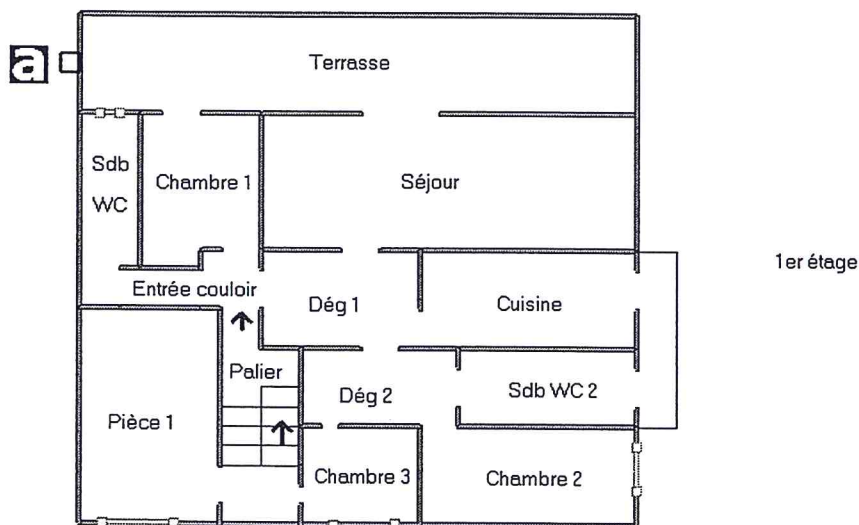 a
Terrasse
Sdb
WC
Chambre 1
Séjour
1er étage
Entrée couloir
Dég 1
Cuisine
Palier
Dég 2
Sdb WC 2
Pièce 1
Chambre 3
Chambre 2